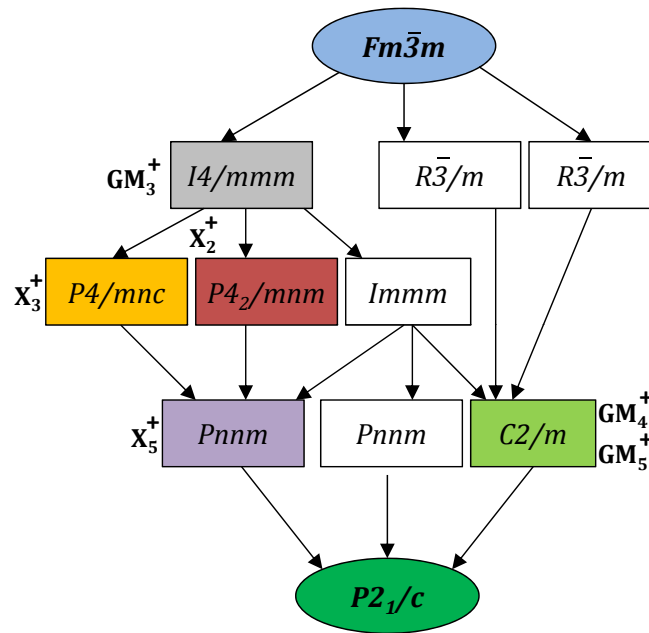 Fm3̅m
GM₃⁺ I4/mmm R3̅/m R3̅/m
X₂⁺
X₃⁺ P4/mnc P4₂/mnm Immm
X₅⁺ Pnnm Pnnm C2/m GM₄⁺
GM₅⁺
P2₁/c